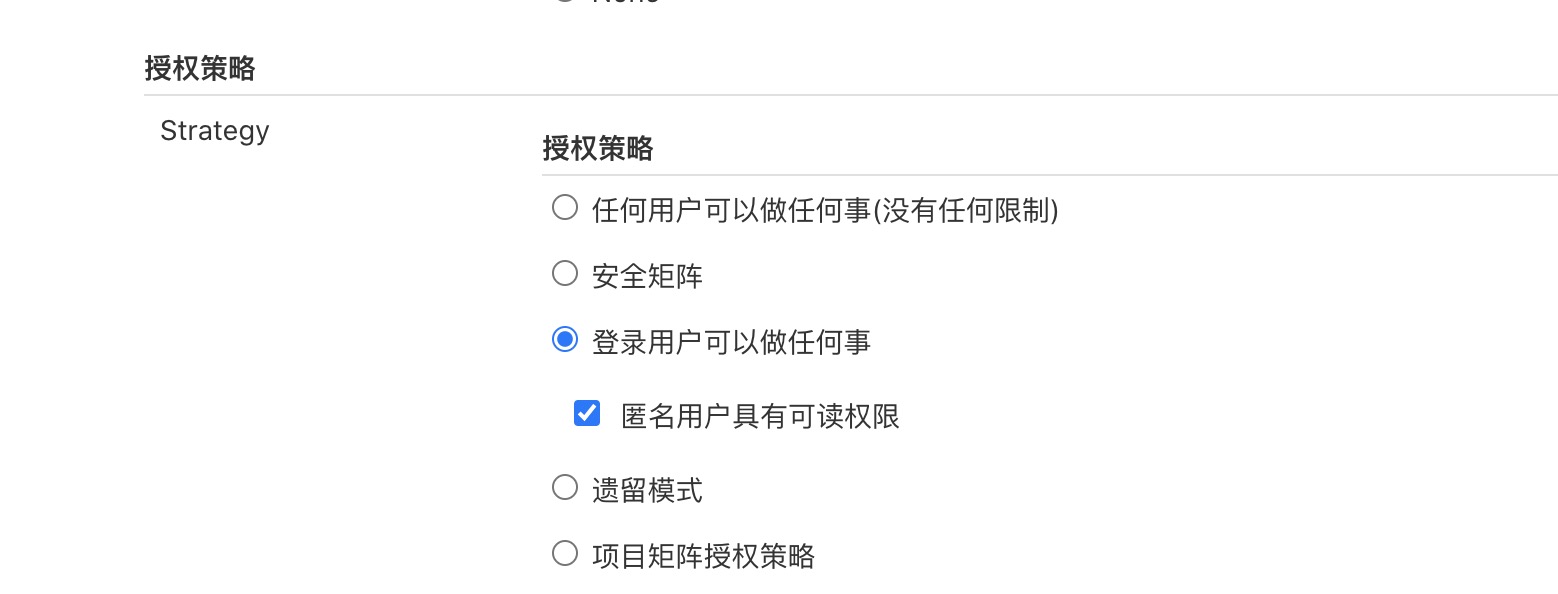 None
授权策略
Strategy
授权策略
任何用户可以做任何事(没有任何限制)
安全矩阵
登录用户可以做任何事
匿名用户具有可读权限
遗留模式
项目矩阵授权策略